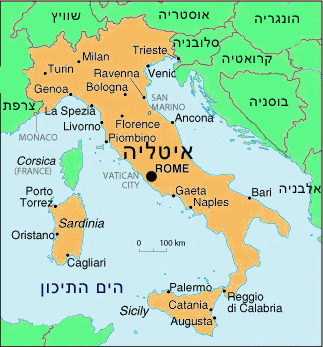 שוויץ
אוסטריה
הונגריה
סלובניה
קרואטיה
בוסניה
צרפת
אלבניה
Trieste
Milan
Venic
Turin
Ravenna
Genoa
Bologna
SAN
MARINO
La Spezia
Florence
Ancona
Livorno
MONACO
Piombino
איטליה
Corsica
(FRANCE)
ROME
VATICAN
CITY
Porto
Torrez
Gaeta
Bari
Naples
Sardinia
Oristano
0 100 km
Cagliari
הים התיכון
Palermo
Reggio
di Calabria
Sicily
Catania
Augusta